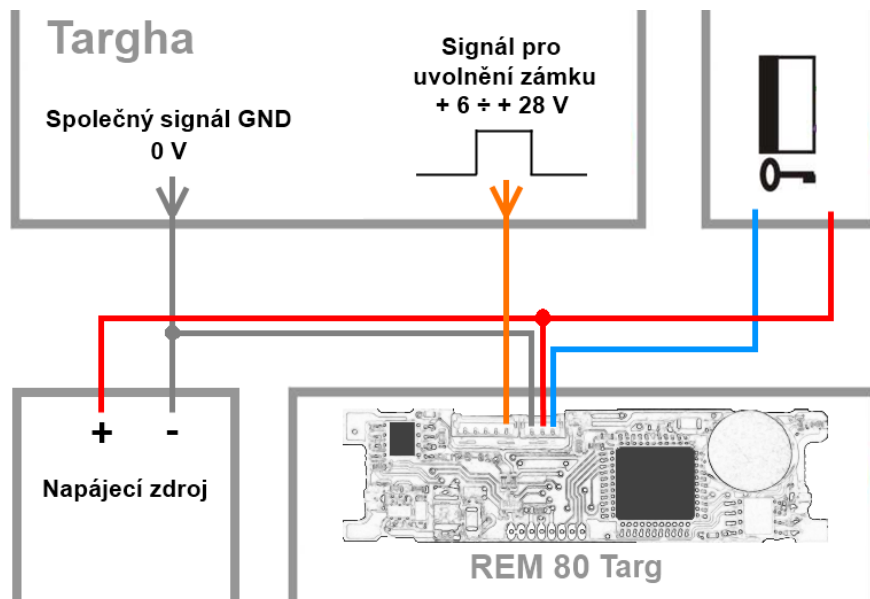 Targha
Signál pro
uvolnění zámku
+ 6 ÷ + 28 V
Společný signál GND
0 V
+ -
Napájecí zdroj
REM 80 Targ